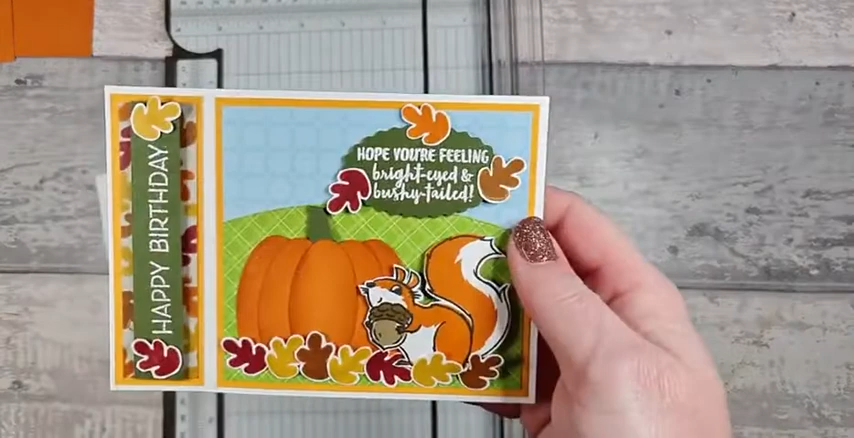 HAPPY BIRTHDAY
HOPE YOU'RE FEELING
bright-eyed &
bushy-tailed!